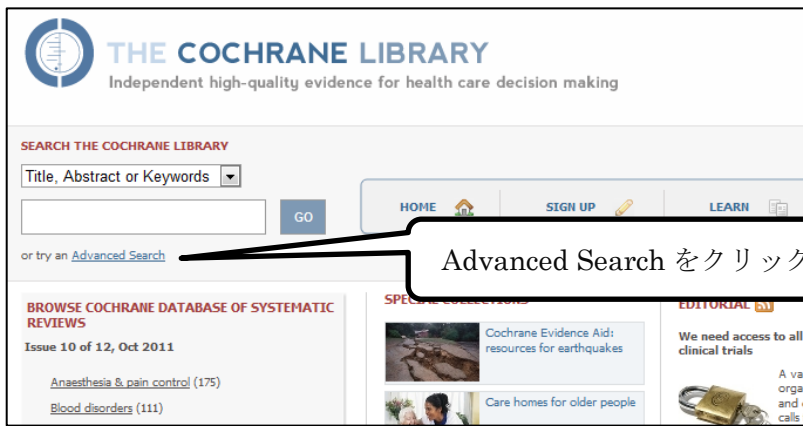 THE COCHRANE LIBRARY
Independent high-quality evidence for health care decision making
SEARCH THE COCHRANE LIBRARY
Title, Abstract or Keywords
GO
or try an Advanced Search
HOME
SIGN UP
LEARN
Advanced Search をクリック
BROWSE COCHRANE DATABASE OF SYSTEMATIC
REVIEWS
Issue 10 of 12, Oct 2011
Anaesthesia & pain control (175)
Blood disorders (111)
SPECIAL COLLECTIONS
Cochrane Evidence Aid:
resources for earthquakes
Care homes for older people
EDITORIAL
We need access to all
clinical trials
A va
orga
and
calls